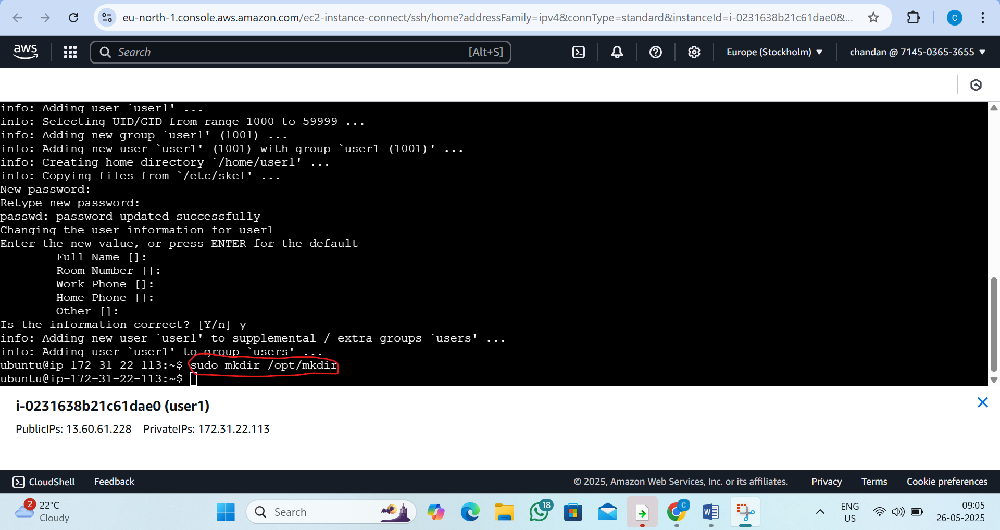 eu-north-1.console.aws.amazon.com/ec2-instance-connect/ssh/home?addressFamily=ipv4&connType=standard&instanceId=i-0231638b21c61dae0&...
C
aws
Search
[Alt+S]
Europe (Stockholm)
chandan @ 7145-0365-3655
info: Adding user `user1' ...
info: Selecting UID/GID from range 1000 to 59999 ...
info: Adding new group `user1' (1001) ...
info: Adding new user `user1' (1001) with group `user1 (1001)' ...
info: Creating home directory `/home/user1' ...
info: Copying files from `/etc/skel' ...
New password:
Retype new password:
passwd: password updated successfully
Changing the user information for user1
Enter the new value, or press ENTER for the default
Full Name []:
Room Number []:
Work Phone []:
Home Phone []:
Other []:
Is the information correct? [Y/n] y
info: Adding new user `user1' to supplemental / extra groups `users' ...
info: Adding user `user1' to group `users' ...
ubuntu@ip-172-31-22-113:~$ sudo mkdir /opt/mkdir
ubuntu@ip-172-31-22-113:~$
i-0231638b21c61dae0 (user1)
PublicIPs: 13.60.61.228 PrivateIPs: 172.31.22.113
CloudShell
Feedback
© 2025, Amazon Web Services, Inc. or its affiliates.
Privacy
Terms
Cookie preferences
2
22°C
Cloudy
Search
18
C
W
ENG
US
09:05
26-05-2025